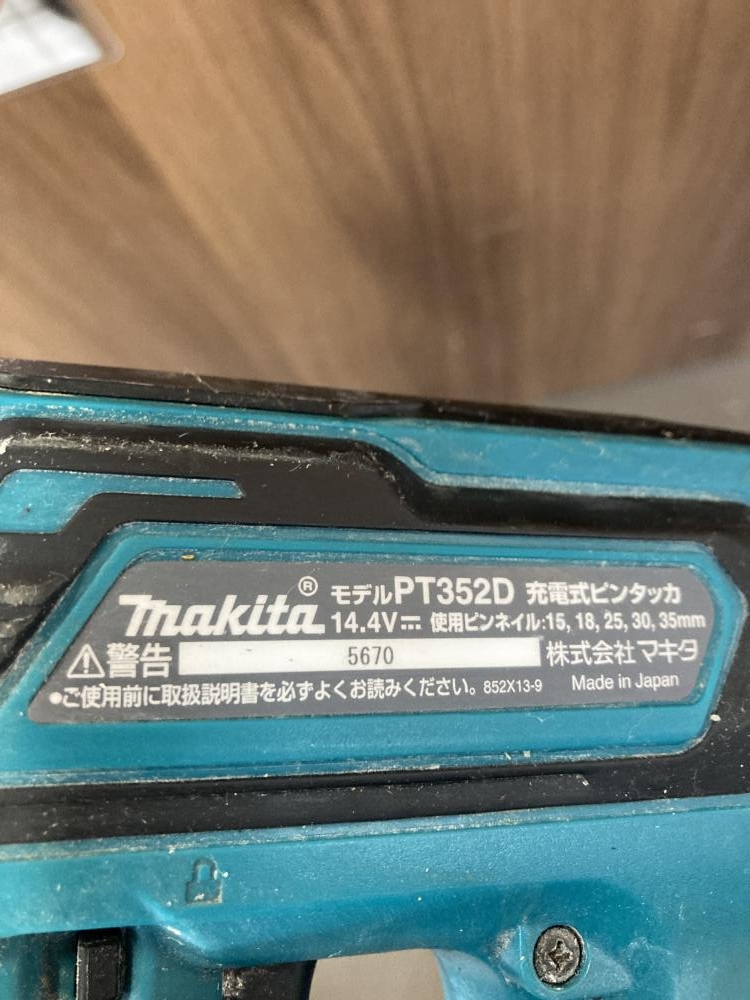 makita® モデルPT352D 充電式ピンタッカ
14.4V⎓ 使用ピンネイル:15, 18, 25, 30, 35mm
⚠警告 5670 株式会社マキタ
●ご使用前に取扱説明書を必ずよくお読みください。 852X13-9 Made in Japan